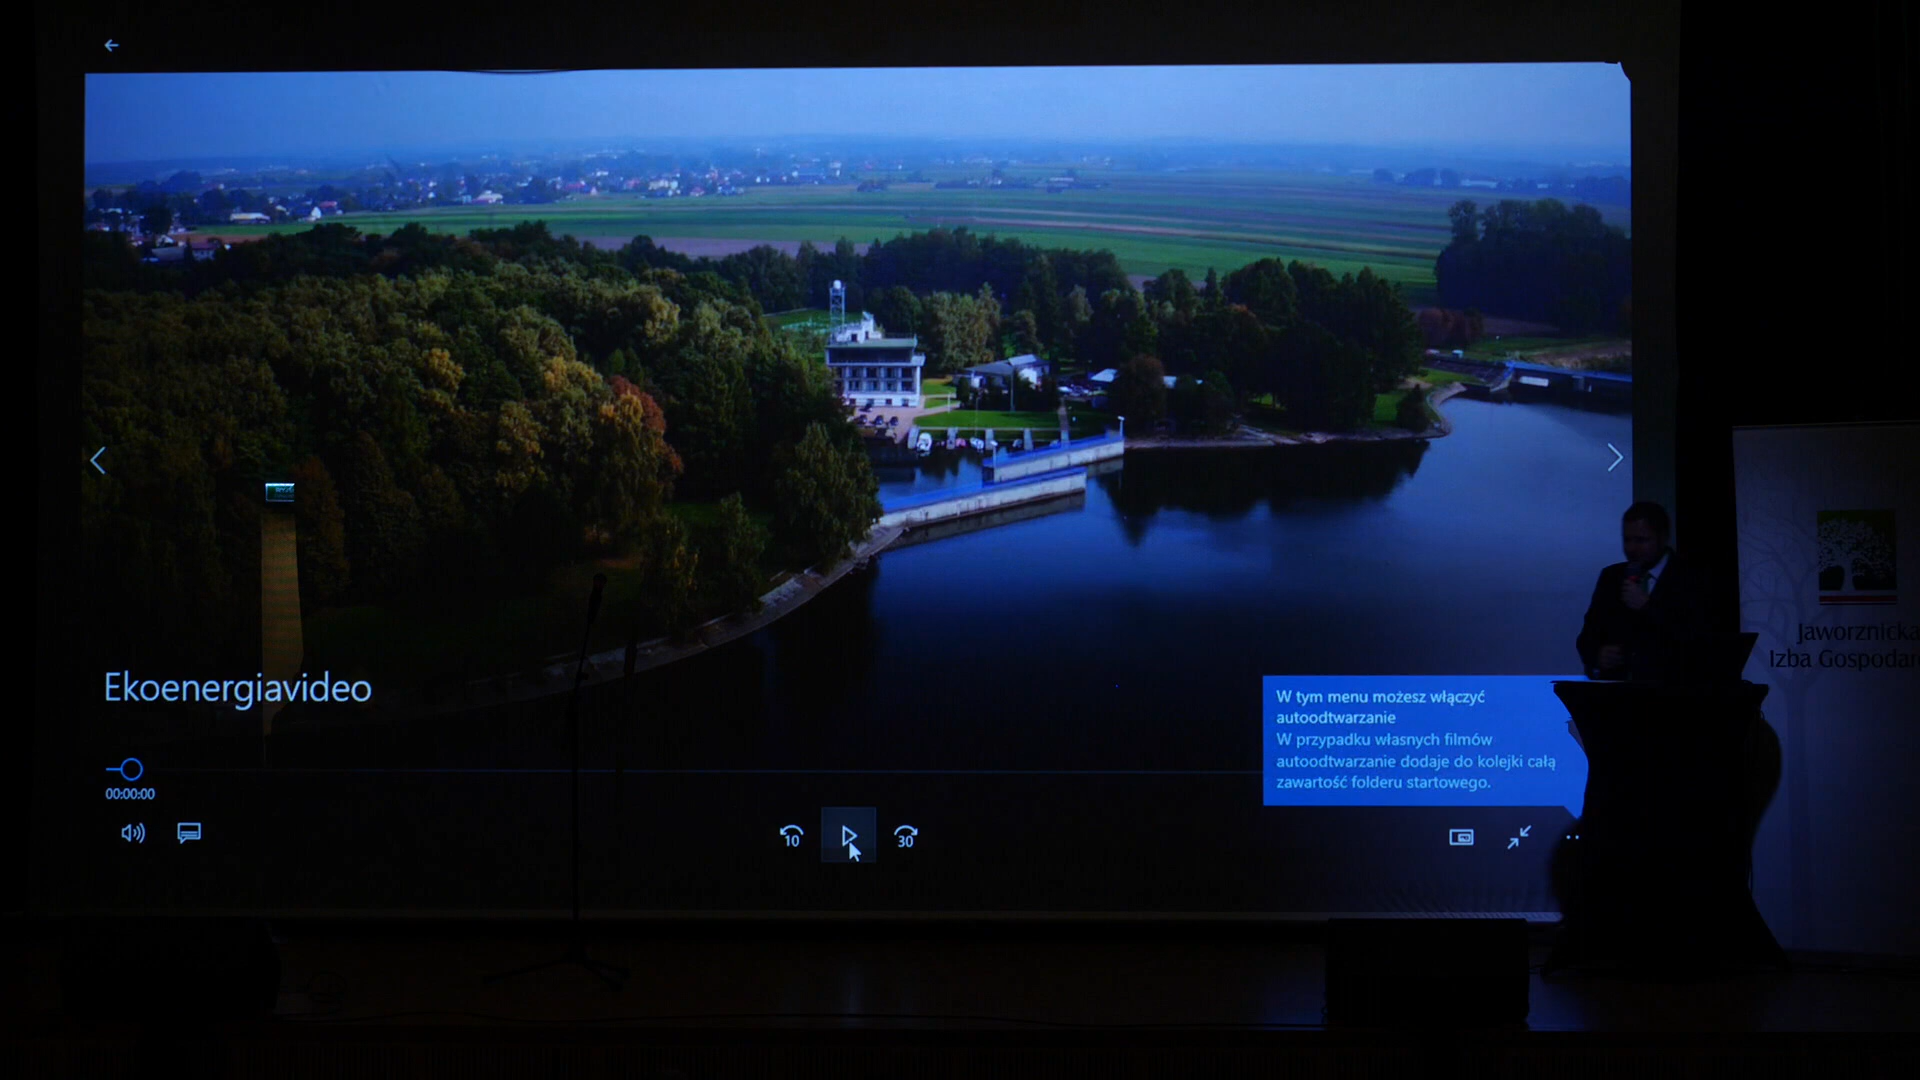 Ekoenergiavideo
00:00:00
10
30
W tym menu możesz włączyć
autoodtwarzanie
W przypadku własnych filmów
autoodtwarzanie dodaje do kolejki całą
zawartość folderu startowego.
Jaworznicka
Izba Gospodar